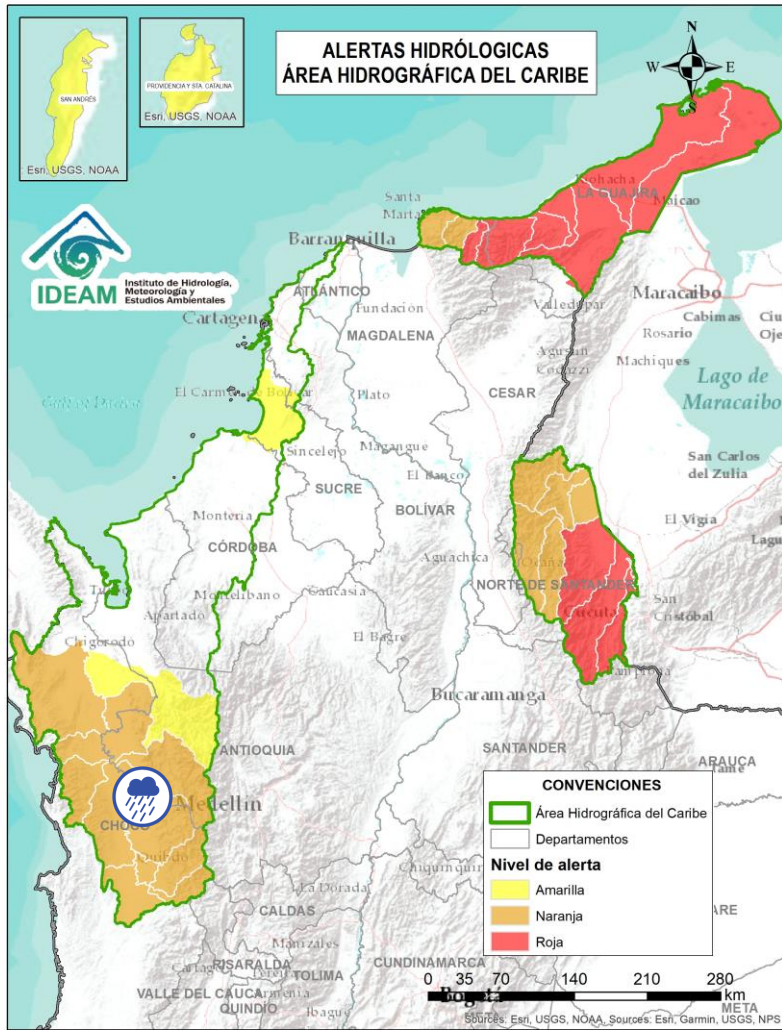 ALERTAS HIDRÓLOGICAS
ÁREA HIDROGRÁFICA DEL CARIBE
N
W
E
S
SAN ANDRÉS
Esri, USGS, NOAA
PROVIDENCIA Y STA. CATALINA
Esri, USGS, NOAA
IDEAM
Instituto de Hidrología,
Meteorología y
Estudios Ambientales
Santa
Marta
LA GUAJIRA
Maicao
Barranquilla
ATLÁNTICO
Fundación
Valledupar
Maracaibo
Cabimas
Cartagena
MAGDALENA
Rosario
Machiques
Agustín
Codazzi
CESAR
El Carmen de Bolívar
Plato
Lago de
Maracaibo
Sincelejo
Magangue
San Carlos
del Zulia
SUCRE
El Banco
BOLÍVAR
Montería
El Vigía
CÓRDOBA
Aguachica
Ocaña
NORTE DE SANTANDER
Montelibano
Caucasia
Cúcuta
San
Cristóbal
Apartado
El Bagre
Chigorodo
Bucaramanga
ANTIOQUIA
SANTANDER
ARAUCA
Medellín
CHOCÓ
Quibdó
La Dorada
CALDAS
Manizales
RISARALDA
TOLIMA
CUNDINAMARCA
VALLE DEL CAUCA
Armenia
QUINDÍO
Ibague
Bogotá
META
CONVENCIONES
Área Hidrográfica del Caribe
Departamentos
Nivel de alerta
Amarilla
Naranja
Roja
0 35 70 140 210 280
km
Sources: Esri, USGS, NOAA, Sources: Esri, Garmin, USGS, NPS